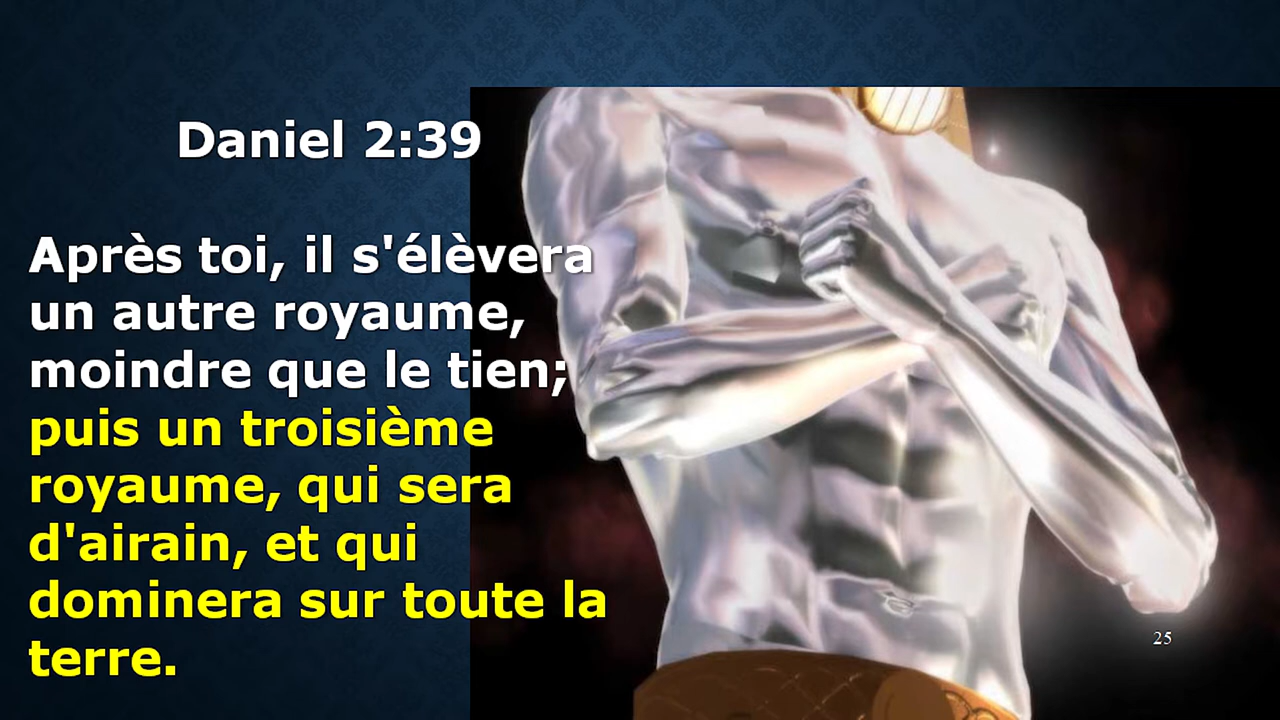 Daniel 2:39
Après toi, il s'élèvera
un autre royaume,
moindre que le tien;
puis un troisième
royaume, qui sera
d'airain, et qui
dominera sur toute la
terre.
25